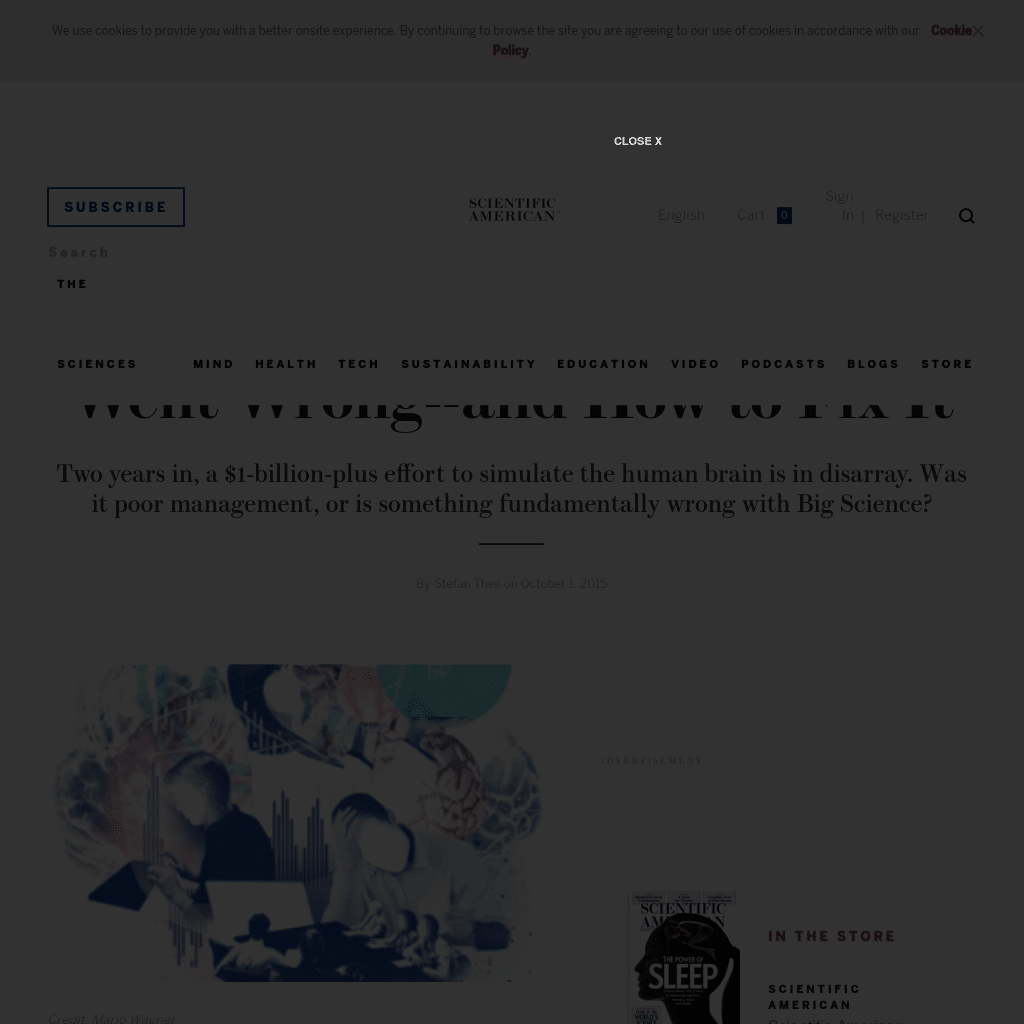 We use cookies to provide you with a better onsite experience. By continuing to browse the site you are agreeing to our use of cookies in accordance with our Cookie
Policy.
CLOSE X
SUBSCRIBE
SCIENTIFIC
AMERICAN
English
Cart 0
Sign
In | Register
Search
THE
SCIENCES MIND HEALTH TECH SUSTAINABILITY EDUCATION VIDEO PODCASTS BLOGS STORE
Went Wrong--and How to Fix It
Two years in, a $1-billion-plus effort to simulate the human brain is in disarray. Was
it poor management, or is something fundamentally wrong with Big Science?
By Stefan Theil on October 1, 2015
ADVERTISEMENT
SCIENTIFIC
AMERICAN
THE POWER OF
SLEEP
IN THE STORE
SCIENTIFIC
AMERICAN
Credit: Mario Wagner
Scientific American